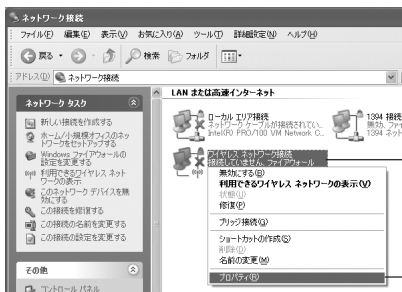 ネットワーク接続
ファイル(F) 編集(E) 表示(V) お気に入り(A) ツール(T) 詳細設定(N) ヘルプ(H)
戻る 検索 フォルダ
アドレス(D) ネットワーク接続
ネットワーク タスク
新しい接続を作成する
ホーム/小規模オフィスのネットワークをセットアップする
Windows ファイアウォールの設定を変更する
利用できるワイヤレス ネットワークの表示
このネットワーク デバイスを無効にする
この接続を修復する
この接続の名前を変更する
この接続の設定を変更する
その他
コントロール パネル
LAN または高速インターネット
ローカル エリア接続
ネットワーク ケーブルが接続されてい...
Intel(R) PRO/100 VM Network C...
1394 接続
無効, ファイ
1394 ネット
ワイヤレス ネットワーク接続
接続していません, ファイアウォール
無効にする(B)
利用できるワイヤレス ネットワークの表示(V)
状態(U)
修復(P)
ブリッジ接続(G)
ショートカットの作成(S)
削除(D)
名前の変更(M)
プロパティ(R)